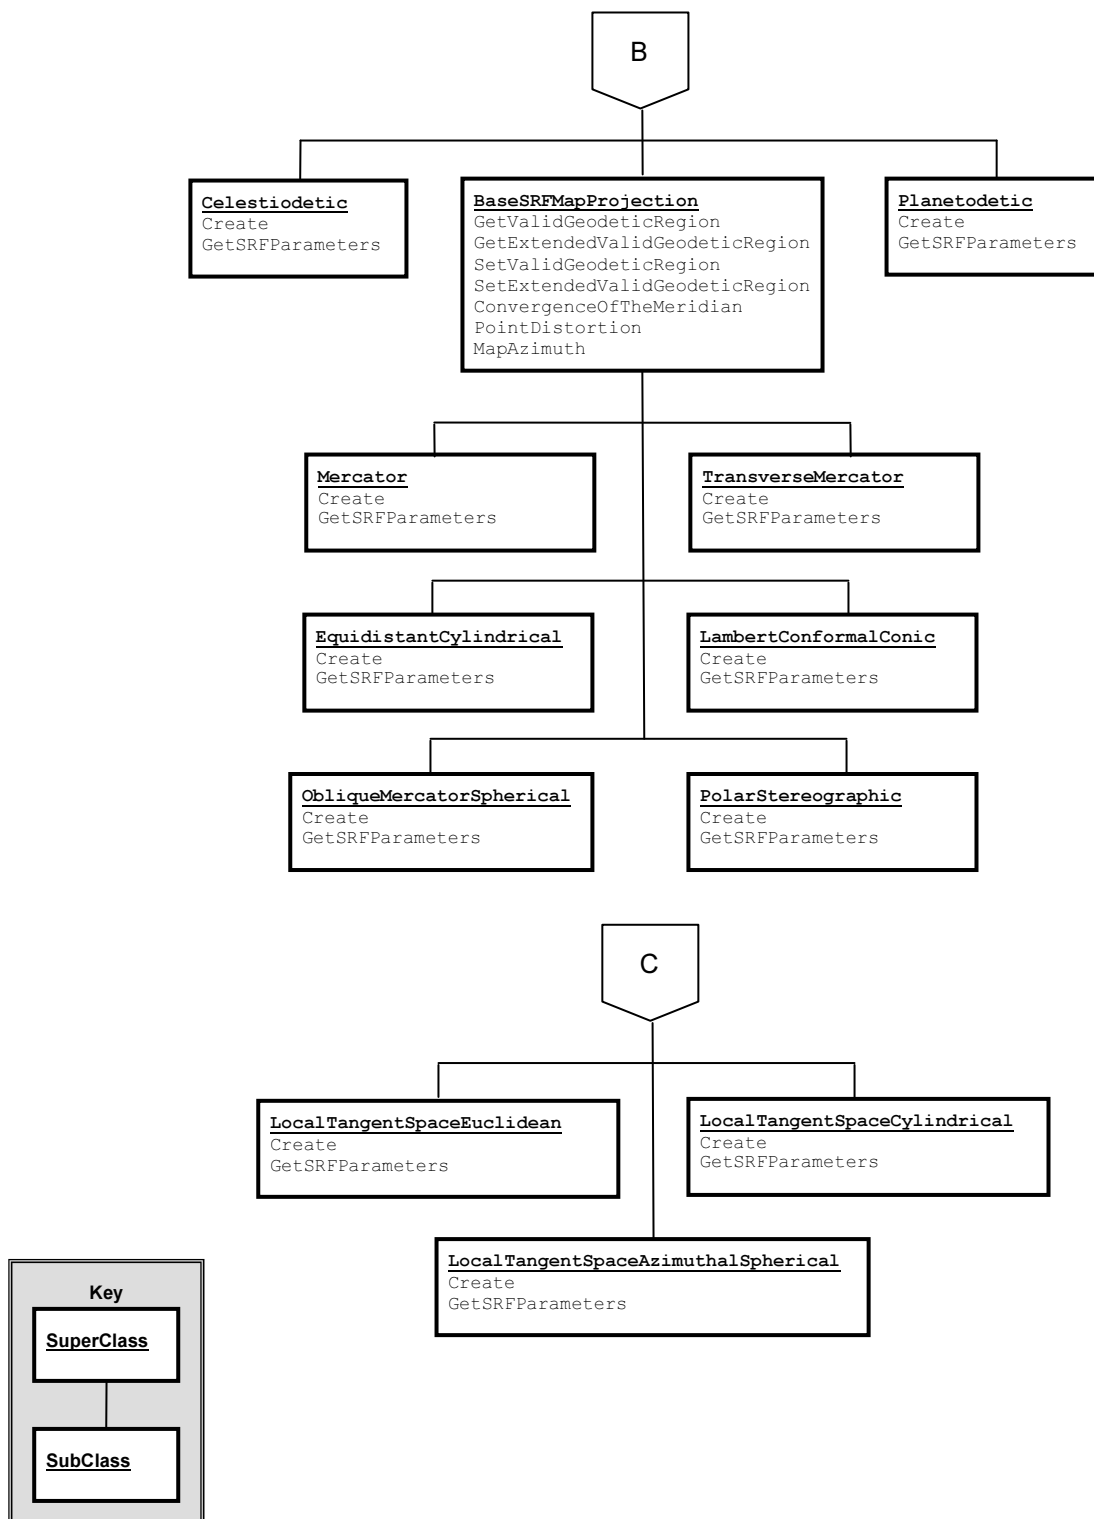 B
Celestiodetic
Create
GetSRFParameters
BaseSRFMapProjection
GetValidGeodeticRegion
GetExtendedValidGeodeticRegion
SetValidGeodeticRegion
SetExtendedValidGeodeticRegion
ConvergenceOfTheMeridian
PointDistortion
MapAzimuth
Planetodetic
Create
GetSRFParameters
Mercator
Create
GetSRFParameters
TransverseMercator
Create
GetSRFParameters
EquidistantCylindrical
Create
GetSRFParameters
LambertConformalConic
Create
GetSRFParameters
ObliqueMercatorSpherical
Create
GetSRFParameters
PolarStereographic
Create
GetSRFParameters
C
LocalTangentSpaceEuclidean
Create
GetSRFParameters
LocalTangentSpaceCylindrical
Create
GetSRFParameters
LocalTangentSpaceAzimuthalSpherical
Create
GetSRFParameters
Key
SuperClass
SubClass